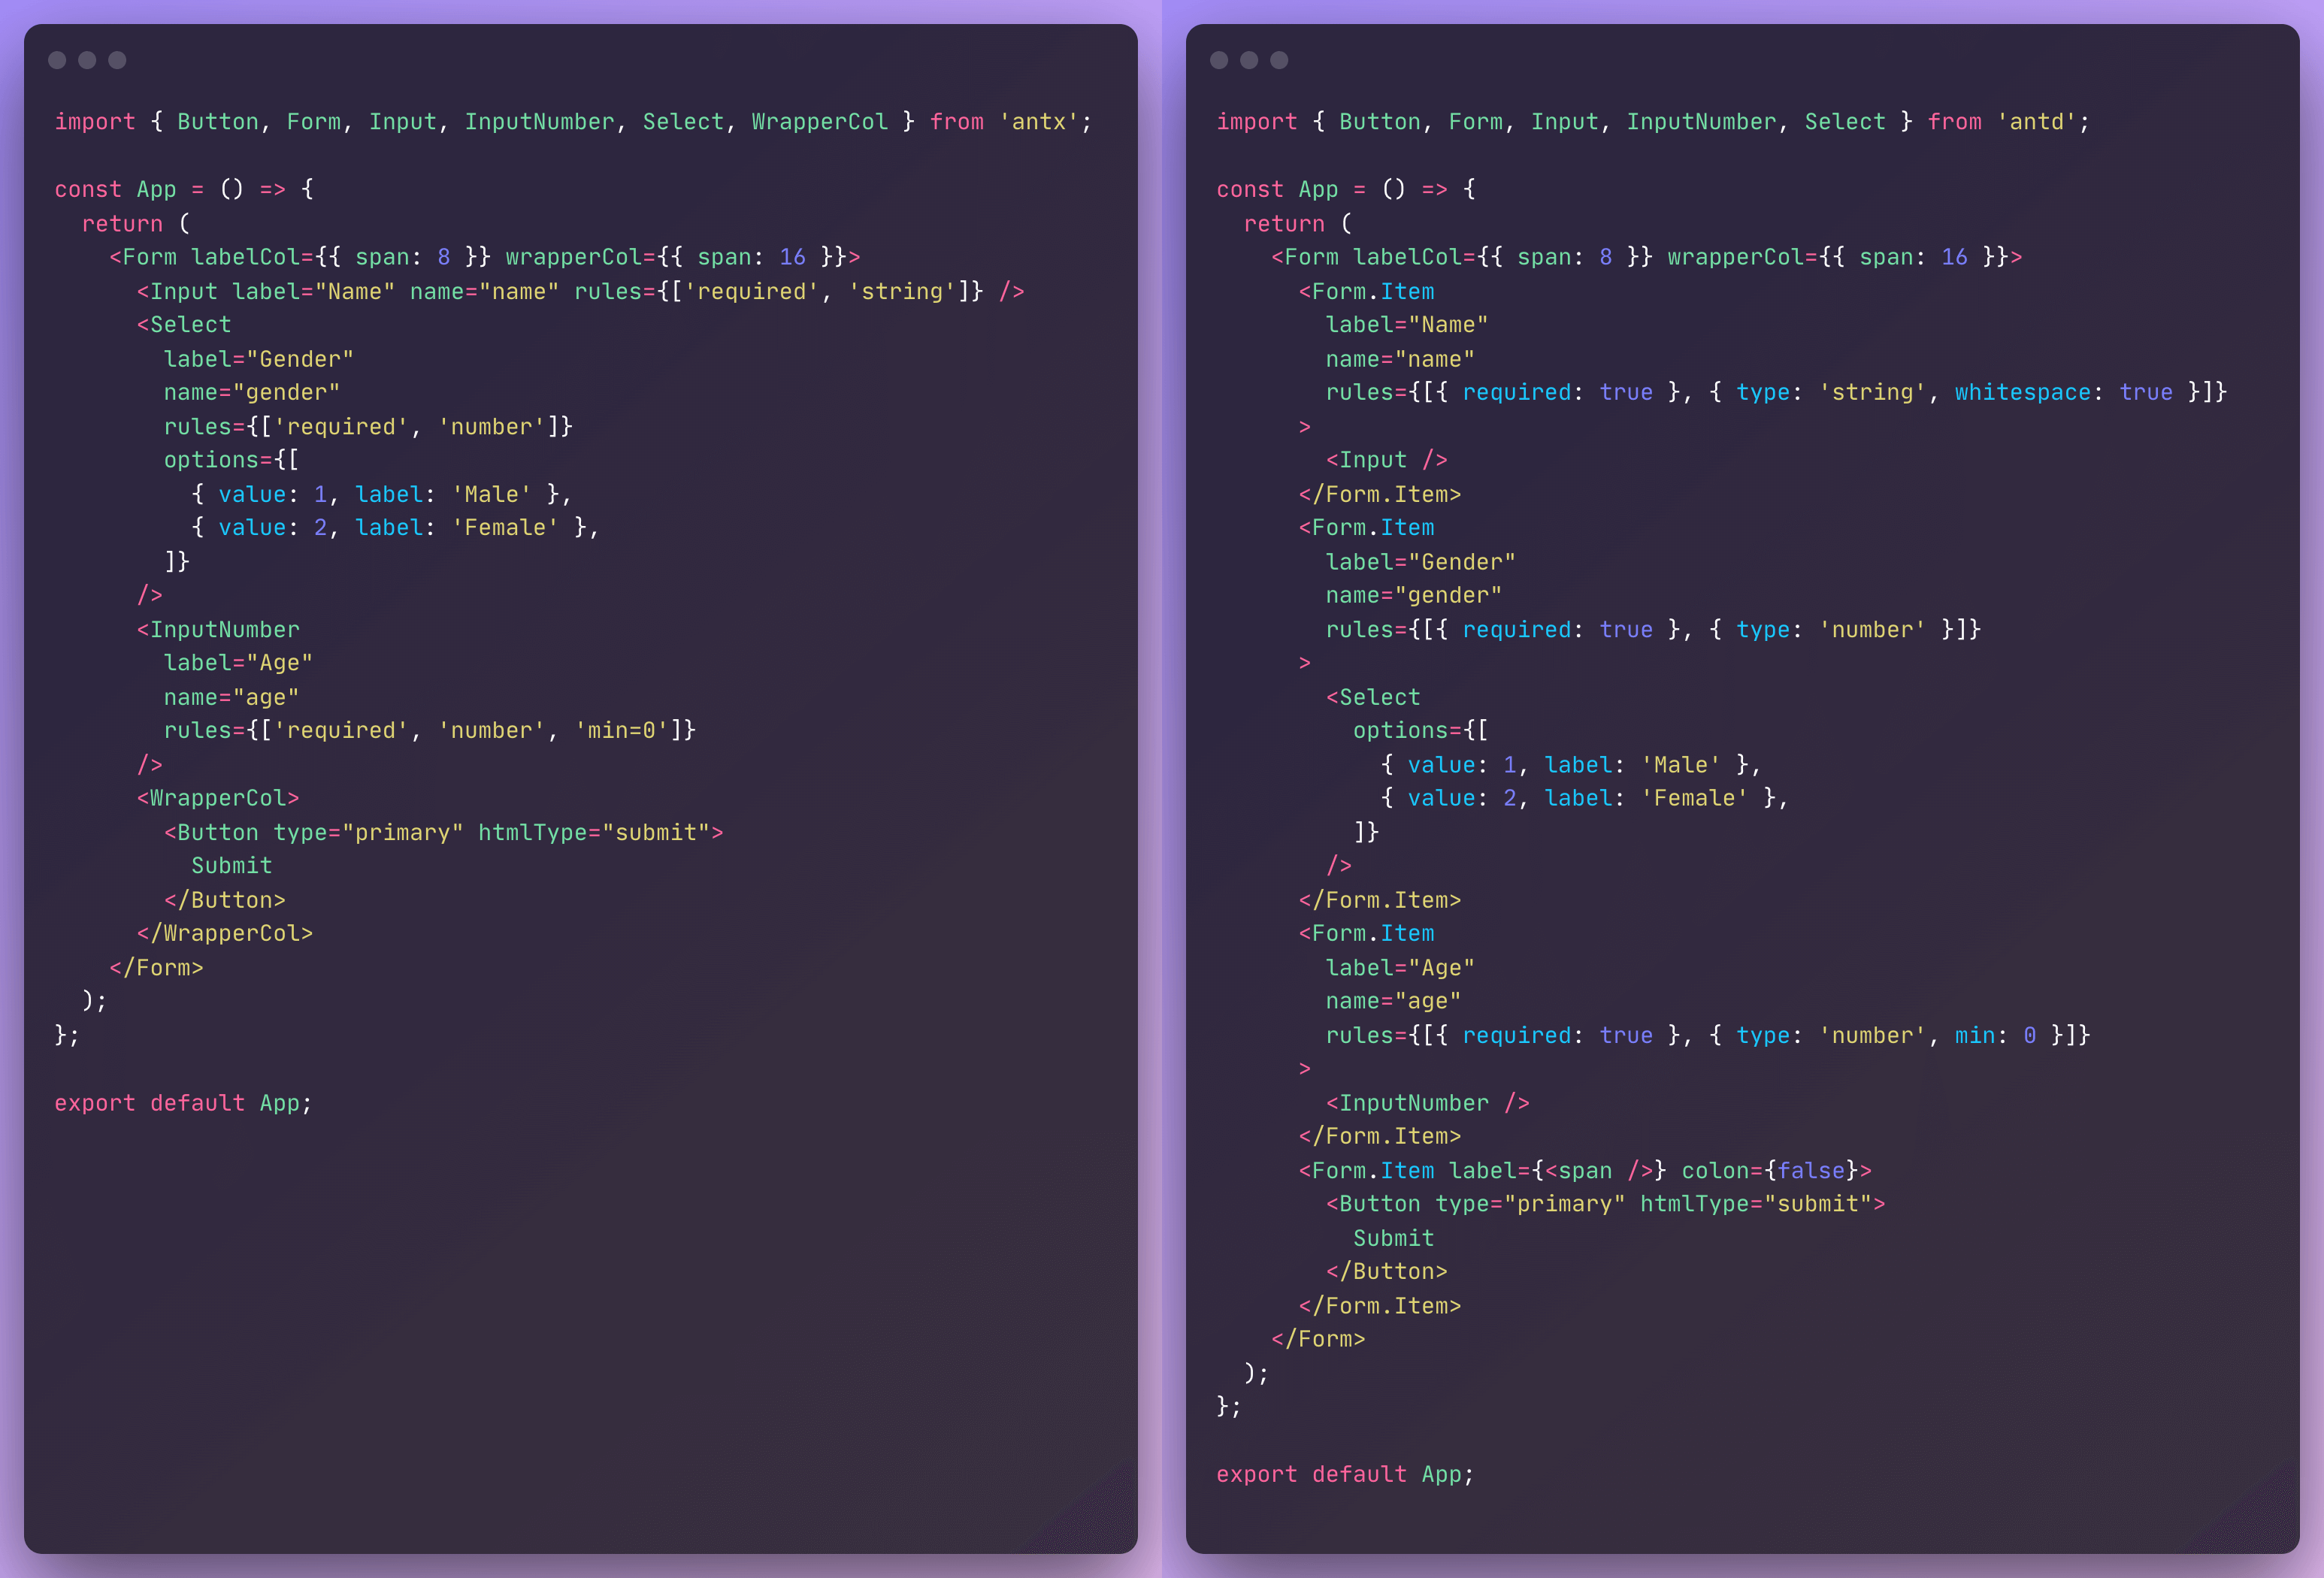 import { Button, Form, Input, InputNumber, Select, WrapperCol } from 'antx';

const App = () => {
  return (
    <Form labelCol={{ span: 8 }} wrapperCol={{ span: 16 }}>
      <Input label="Name" name="name" rules={['required', 'string']} />
      <Select
        label="Gender"
        name="gender"
        rules={['required', 'number']}
        options={[
          { value: 1, label: 'Male' },
          { value: 2, label: 'Female' },
        ]}
      />
      <InputNumber
        label="Age"
        name="age"
        rules={['required', 'number', 'min=0']}
      />
      <WrapperCol>
        <Button type="primary" htmlType="submit">
          Submit
        </Button>
      </WrapperCol>
    </Form>
  );
};

export default App;

import { Button, Form, Input, InputNumber, Select } from 'antd';

const App = () => {
  return (
    <Form labelCol={{ span: 8 }} wrapperCol={{ span: 16 }}>
      <Form.Item
        label="Name"
        name="name"
        rules={[{ required: true }, { type: 'string', whitespace: true }]}
      >
        <Input />
      </Form.Item>
      <Form.Item
        label="Gender"
        name="gender"
        rules={[{ required: true }, { type: 'number' }]}
      >
        <Select
          options={[
            { value: 1, label: 'Male' },
            { value: 2, label: 'Female' },
          ]}
        />
      </Form.Item>
      <Form.Item
        label="Age"
        name="age"
        rules={[{ required: true }, { type: 'number', min: 0 }]}
      >
        <InputNumber />
      </Form.Item>
      <Form.Item label={<span />} colon={false}>
        <Button type="primary" htmlType="submit">
          Submit
        </Button>
      </Form.Item>
    </Form>
  );
};

export default App;